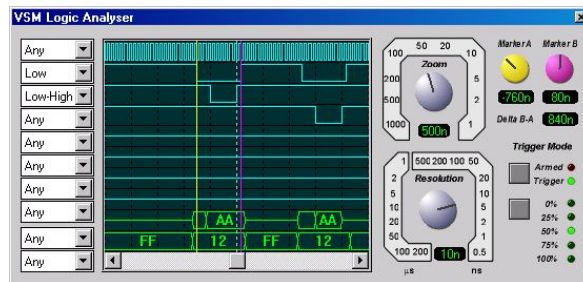 VSM Logic Analyser
Any
Low
Low-High
Any
Any
Any
Any
Any
Any
AA
AA
FF
12
FF
12
100 50 20 10
200 5
500 2
1000 1
Zoom
500n
Marker A Marker B
-760n 80n
Delta B-A 840n
Trigger Mode
Armed
Trigger
0%
25%
50%
75%
100%
1 500 200 100 50
2 20
5 10
10 5
20 2
50 1
100 200 0.5
Resolution
10n
µs ns